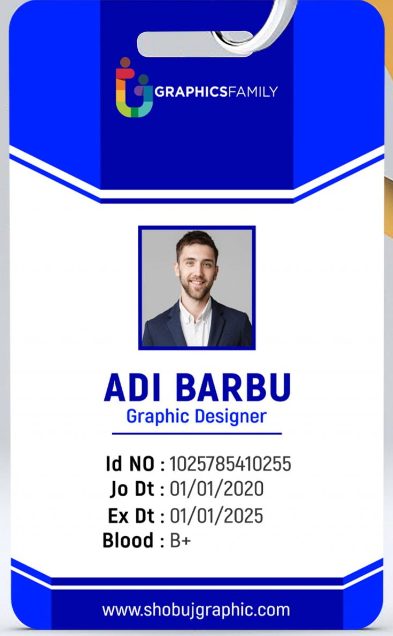 GRAPHICSFAMILY
ADI BARBU
Graphic Designer
Id NO : 1025785410255
Jo Dt : 01/01/2020
Ex Dt : 01/01/2025
Blood : B+
www.shobujgraphic.com